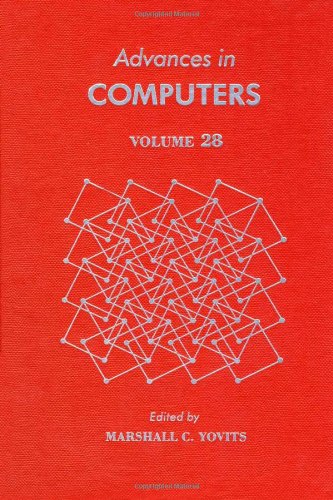 Advances in
COMPUTERS
VOLUME 28
Edited by
MARSHALL C. YOVITS